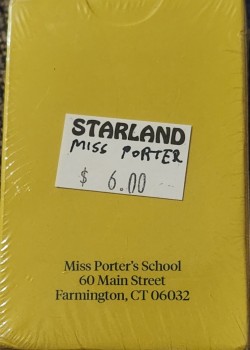 STARLAND
MISS PORTER
$ 6.00
Miss Porter's School
60 Main Street
Farmington, CT 06032